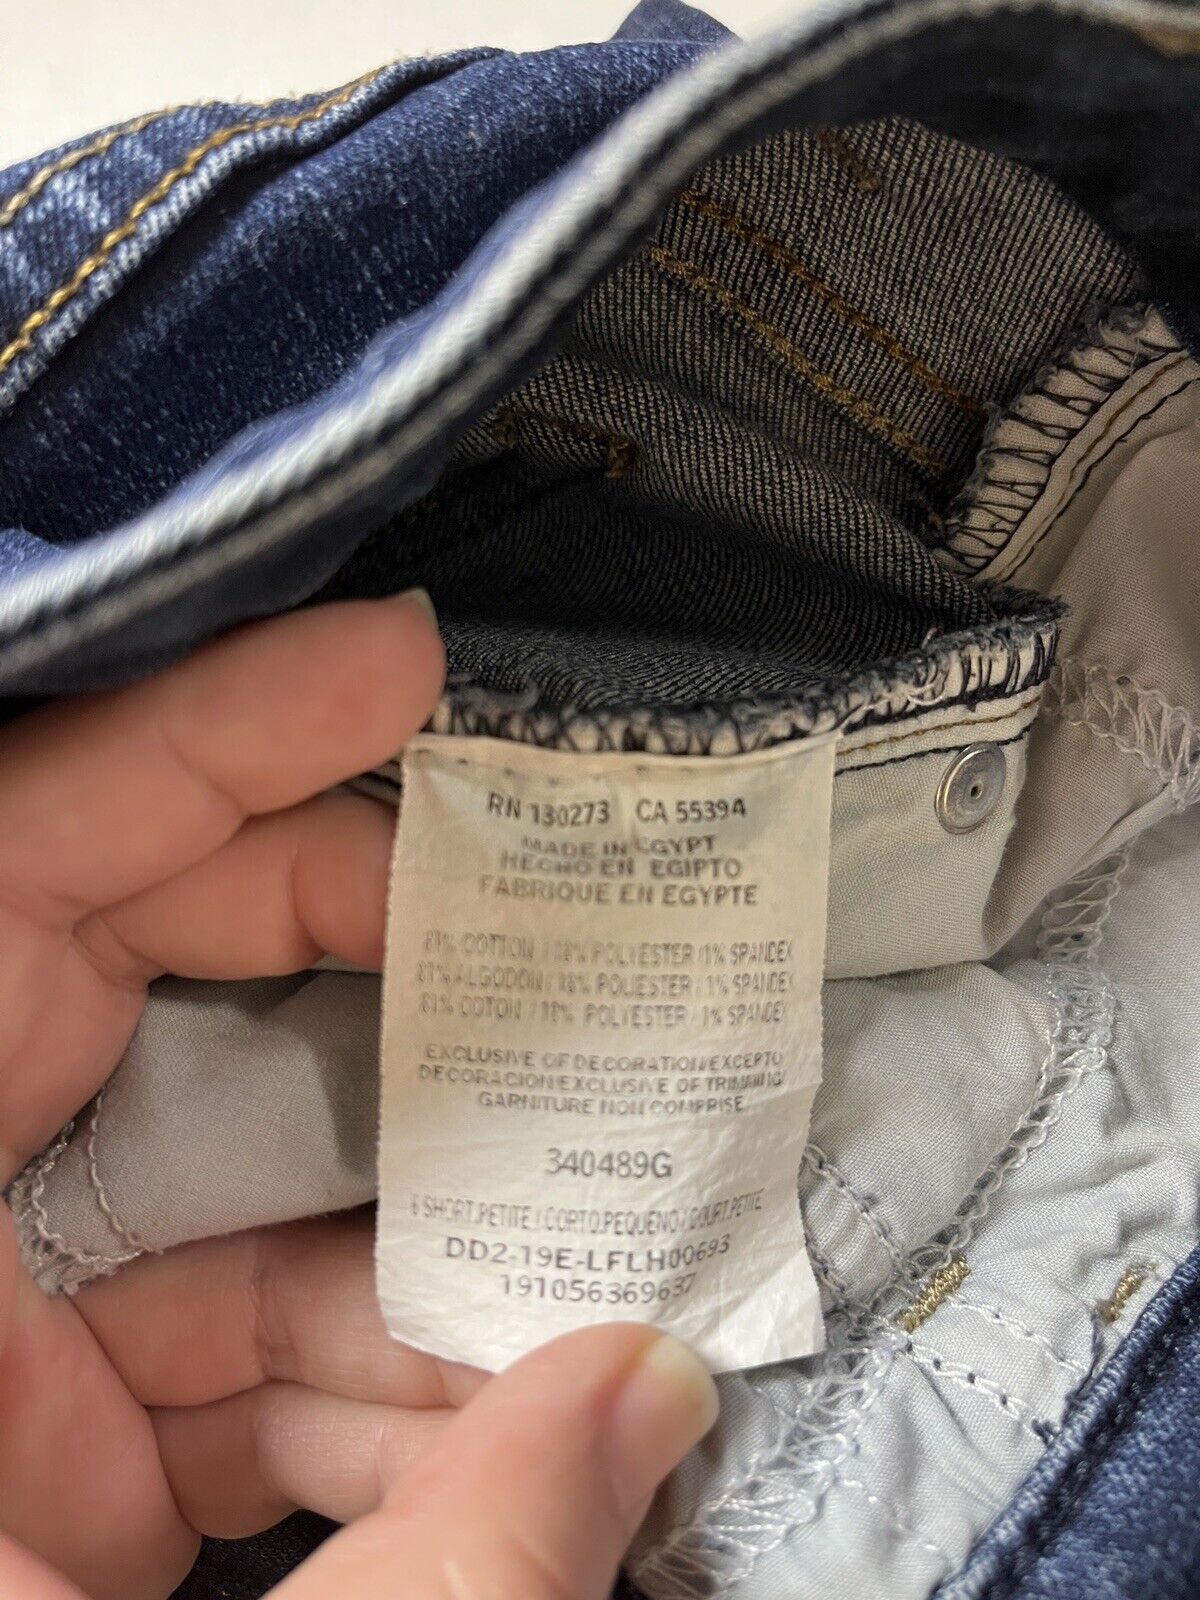 RN 130273 CA 55394
MADE IN EGYPT
HECHO EN EGIPTO
FABRIQUE EN EGYPTE
81% COTTON / 18% POLYESTER / 1% SPANDEX
81% ALGODON / 18% POLIESTER / 1% SPANDEX
81% COTON / 18% POLYESTER / 1% SPANDEX
EXCLUSIVE OF DECORATION/EXCEPTO
DECORACION/EXCLUSIVE OF TRIMMING/
GARNITURE NON COMPRISE
340489G
6 SHORT.PETITE / CORTO.PEQUENO / COURT.PETITE
DD2-19E-LFLH00693
191056369637